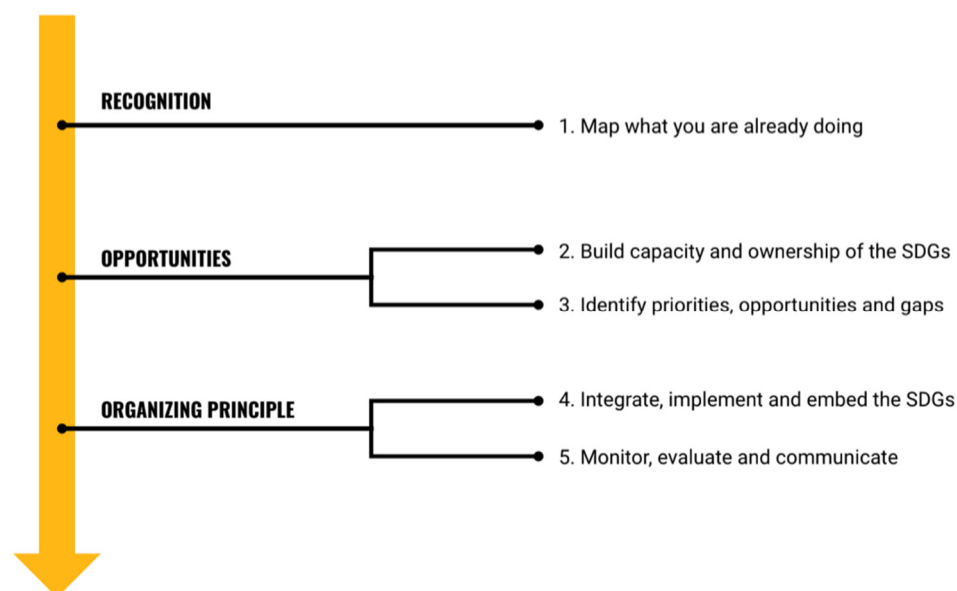 RECOGNITION
1. Map what you are already doing
OPPORTUNITIES
2. Build capacity and ownership of the SDGs
3. Identify priorities, opportunities and gaps
ORGANIZING PRINCIPLE
4. Integrate, implement and embed the SDGs
5. Monitor, evaluate and communicate